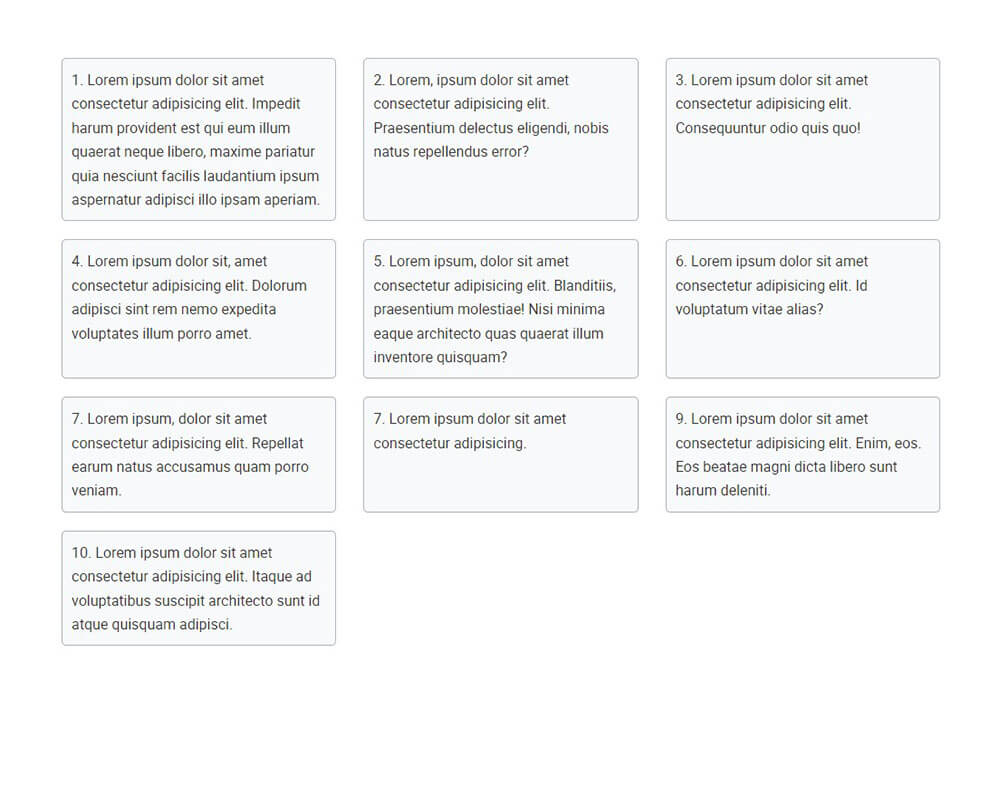 1. Lorem ipsum dolor sit amet
consectetur adipisicing elit. Impedit
harum provident est qui eum illum
quaerat neque libero, maxime pariatur
quia nesciunt facilis laudantium ipsum
aspernatur adipisci illo ipsam aperiam.
2. Lorem, ipsum dolor sit amet
consectetur adipisicing elit.
Praesentium delectus eligendi, nobis
natus repellendus error?
3. Lorem ipsum dolor sit amet
consectetur adipisicing elit.
Consequuntur odio quis quo!
4. Lorem ipsum dolor sit, amet
consectetur adipisicing elit. Dolorum
adipisci sint rem nemo expedita
voluptates illum porro amet.
5. Lorem ipsum, dolor sit amet
consectetur adipisicing elit. Blanditiis,
praesentium molestiae! Nisi minima
eaque architecto quas quaerat illum
inventore quisquam?
6. Lorem ipsum dolor sit amet
consectetur adipisicing elit. Id
voluptatum vitae alias?
7. Lorem ipsum, dolor sit amet
consectetur adipisicing elit. Repellat
earum natus accusamus quam porro
veniam.
7. Lorem ipsum dolor sit amet
consectetur adipisicing.
9. Lorem ipsum dolor sit amet
consectetur adipisicing elit. Enim, eos.
Eos beatae magni dicta libero sunt
harum deleniti.
10. Lorem ipsum dolor sit amet
consectetur adipisicing elit. Itaque ad
voluptatibus suscipit architecto sunt id
atque quisquam adipisci.